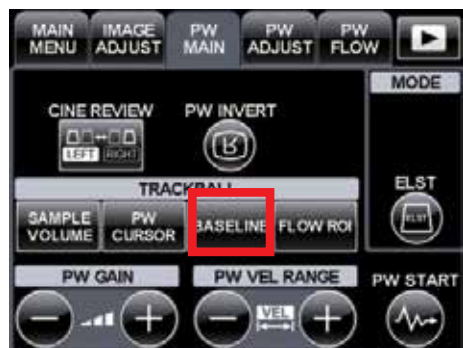 MAIN MENU
IMAGE ADJUST
PW MAIN
PW ADJUST
PW FLOW
MODE
CINE REVIEW
PW INVERT
R
LEFT RIGHT
TRACKBALL
ELST
ELST
SAMPLE VOLUME
PW CURSOR
BASELINE
FLOW ROI
PW GAIN
PW VEL RANGE
PW START
VEL